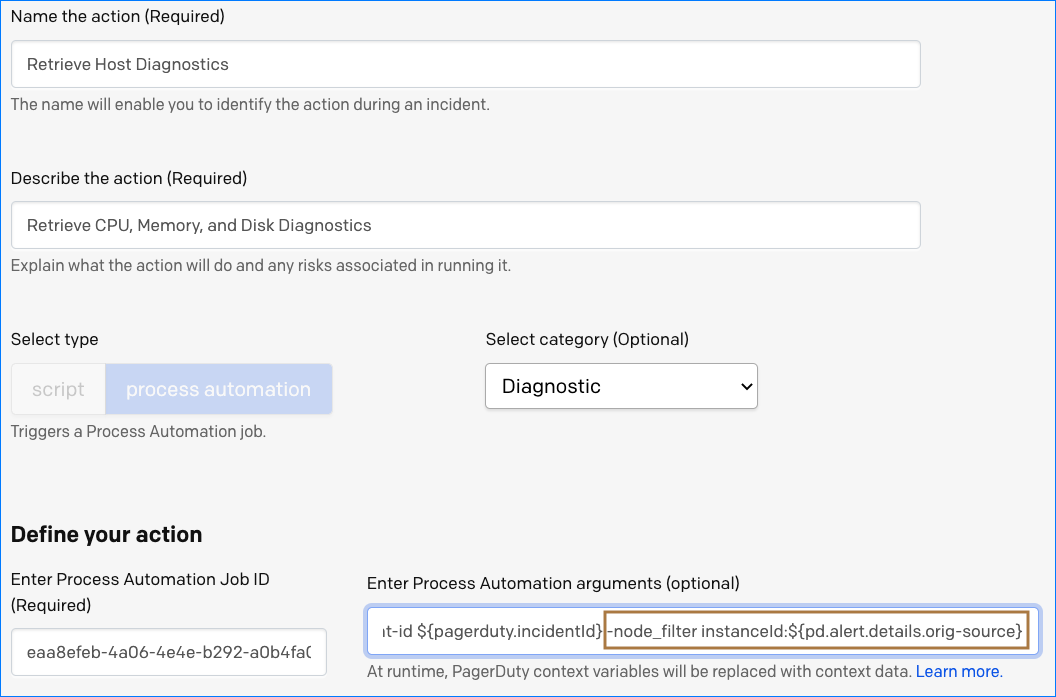 Name the action (Required)
Retrieve Host Diagnostics
The name will enable you to identify the action during an incident.
Describe the action (Required)
Retrieve CPU, Memory, and Disk Diagnostics
Explain what the action will do and any risks associated in running it.
Select type
Select category (Optional)
script
process automation
Diagnostic
Triggers a Process Automation job.
Define your action
Enter Process Automation Job ID
(Required)
Enter Process Automation arguments (optional)
eaa8efeb-4a06-4e4e-b292-a0b4fa
t-id ${pagerduty.incidentId} -node_filter instanceId:${pd.alert.details.orig-source}
At runtime, PagerDuty context variables will be replaced with context data. Learn more.